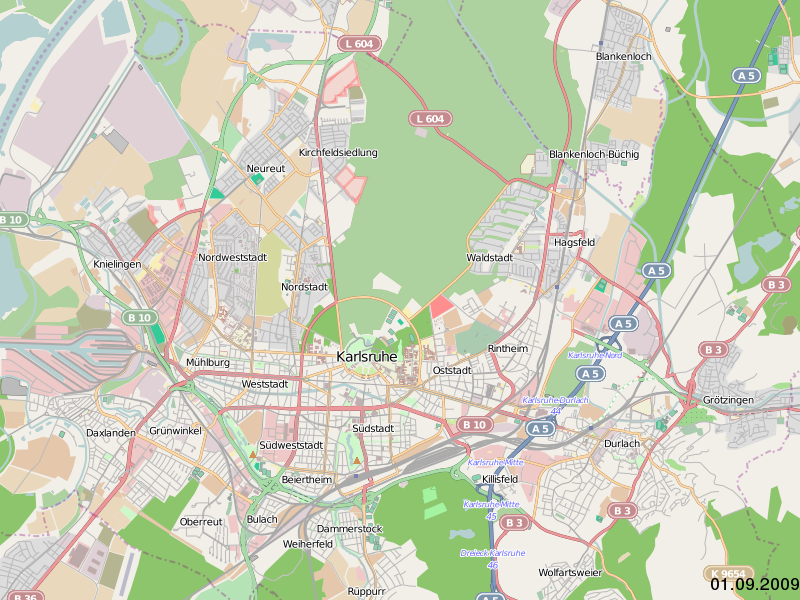 L 604
Blankenloch
A 5
L 604
Kirchfeldsiedlung
Blankenloch-Büchig
Neureut
B 10
Hagsfeld
Nordweststadt
Waldstadt
Knielingen
A 5
Nordstadt
B 3
B 10
A 5
Rintheim
B 3
Karlsruhe
Karlsruhe-Nord
Mühlburg
Oststadt
A 5
Weststadt
Karlsruhe-Durlach
44
Grötzingen
B 10
A 5
Daxlanden
Grünwinkel
Südstadt
Südweststadt
Durlach
Karlsruhe-Mitte
Beiertheim
Killisfeld
Karlsruhe-Mitte
45
B 3
Oberreut
Bulach
B 3
Dammerstock
Weiherfeld
Dreieck Karlsruhe
46
Wolfartsweier
K 9654
01.09.2009
Rüppurr
B 36
A 5